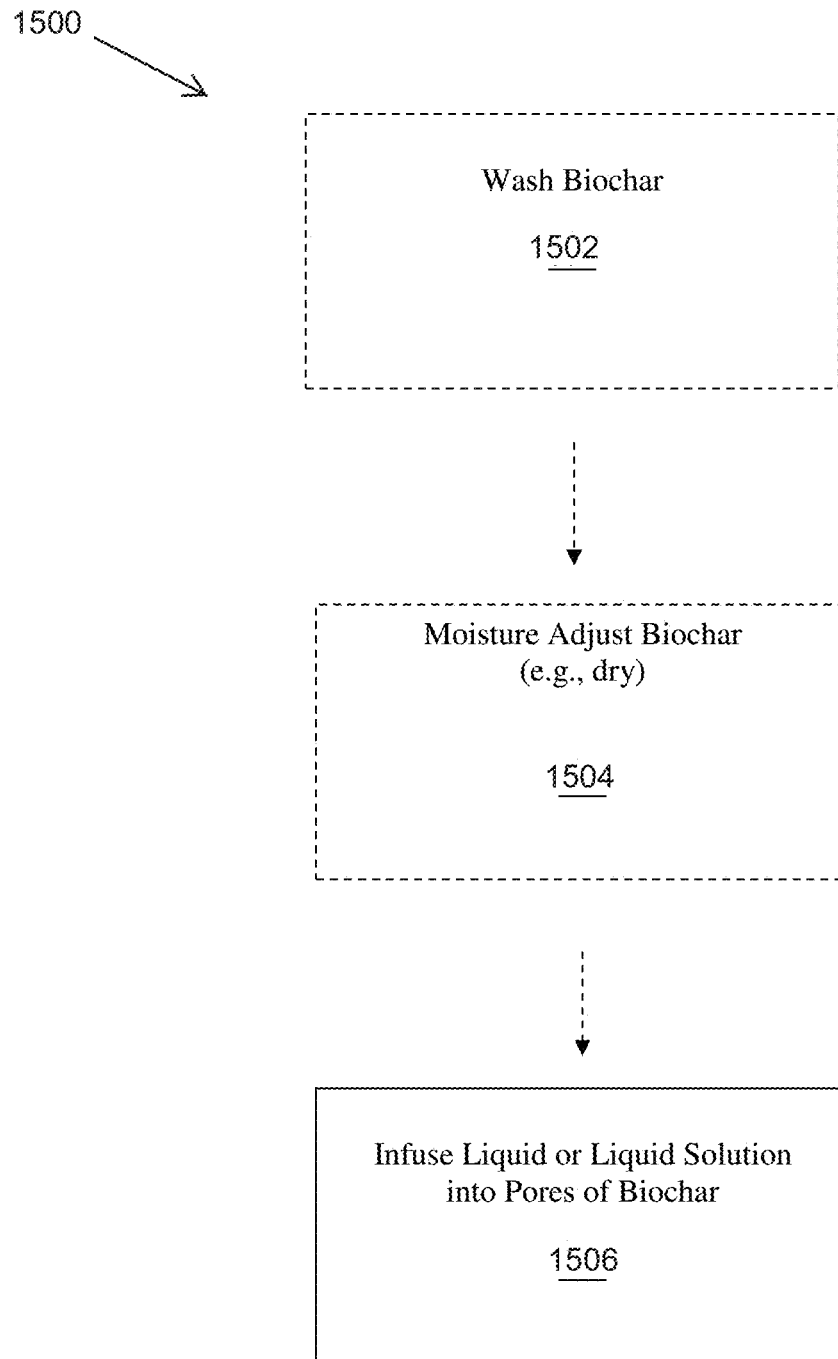 1500
Wash Biochar
1502
Moisture Adjust Biochar
(e.g., dry)
1504
Infuse Liquid or Liquid Solution
into Pores of Biochar
1506